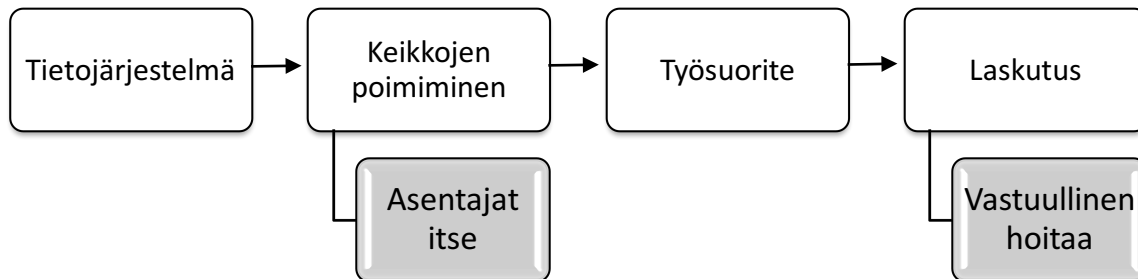 Tietojärjestelmä
Keikkojen
poimiminen
Työsuorite
Laskutus
Asentajat
itse
Vastuullinen
hoitaa